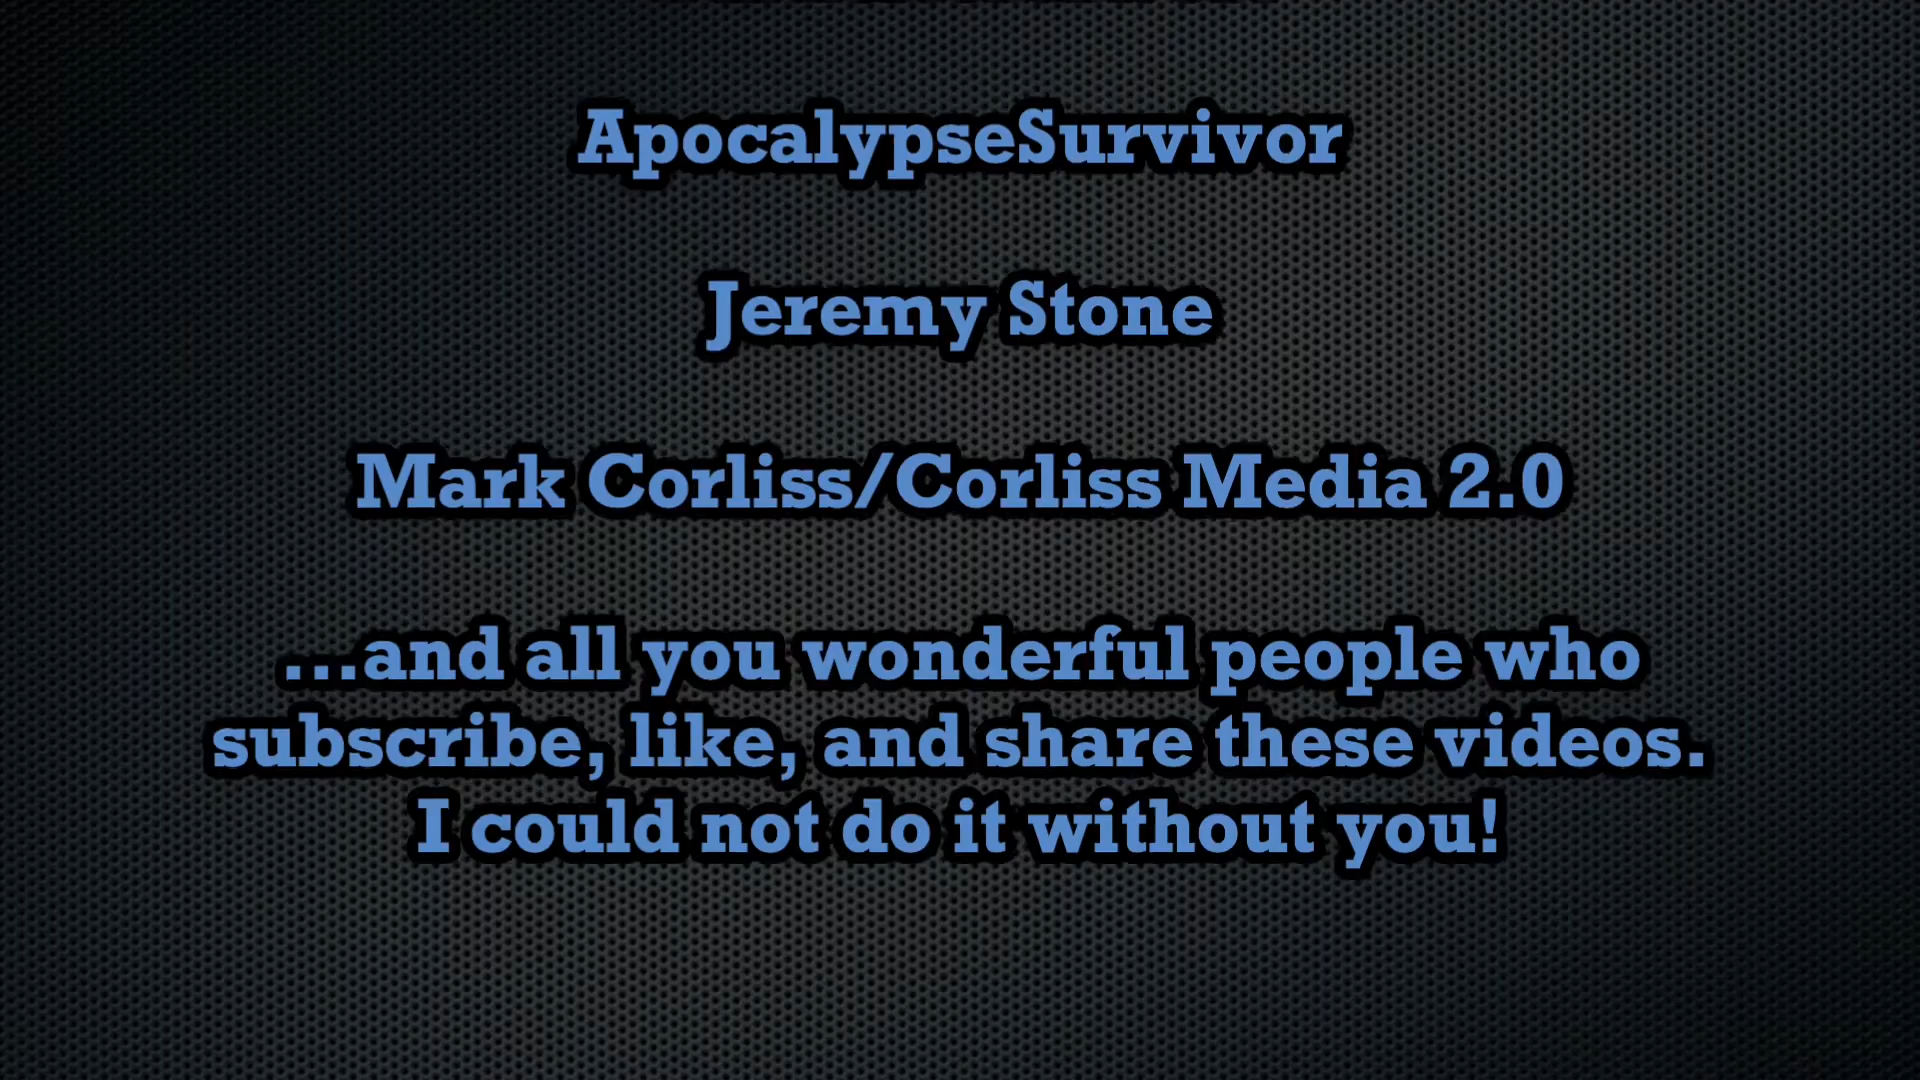 ApocalypseSurvivor
Jeremy Stone
Mark Corliss/Corliss Media 2.0
...and all you wonderful people who
subscribe, like, and share these videos.
I could not do it without you!